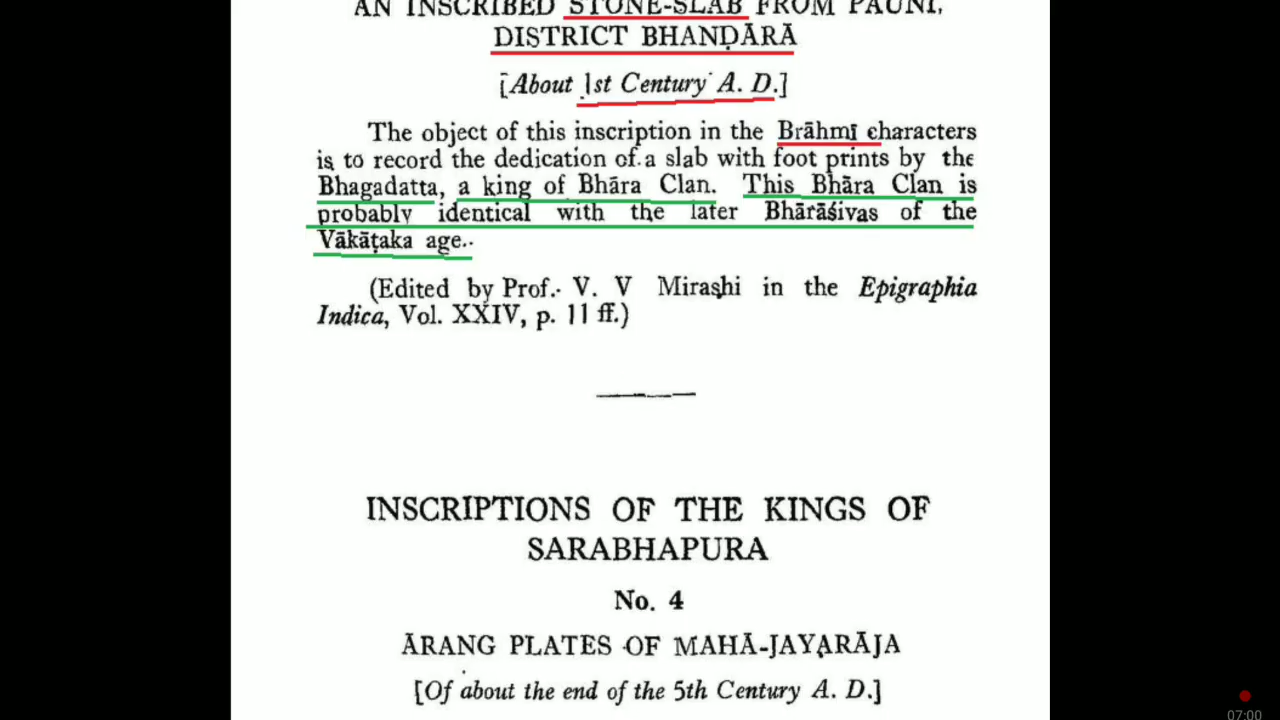 AN INSCRIBED STONE-SLAB FROM PAUNI,
DISTRICT BHAṆḌĀRĀ
[About 1st Century A. D.]
The object of this inscription in the Brāhmī characters
is to record the dedication of a slab with foot prints by the
Bhagadatta, a king of Bhāra Clan. This Bhāra Clan is
probably identical with the later Bhārāśivas of the
Vākāṭaka age.
(Edited by Prof. V. V Mirashi in the Epigraphia
Indica, Vol. XXIV, p. 11 ff.)
INSCRIPTIONS OF THE KINGS OF
SARABHAPURA
No. 4
ĀRANG PLATES OF MAHĀ-JAYARĀJA
[Of about the end of the 5th Century A. D.]
07:00